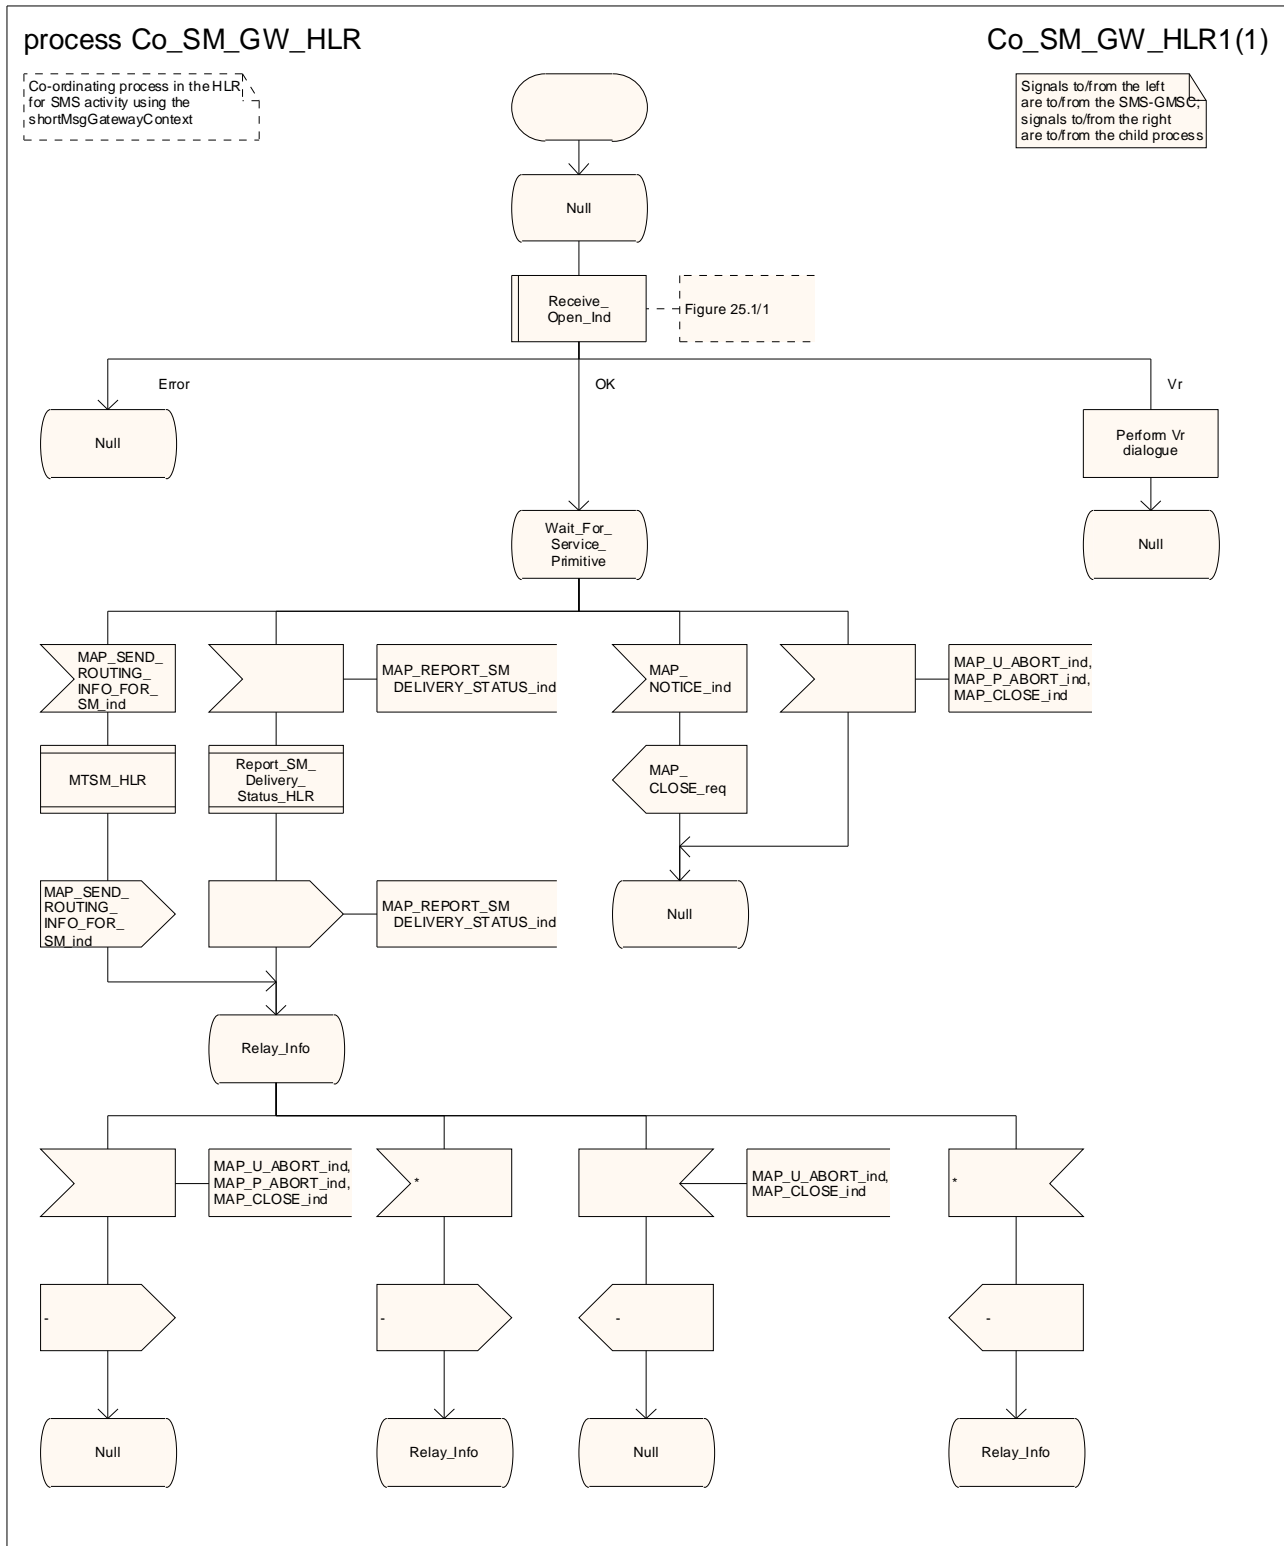 process Co_SM_GW_HLR
Co_SM_GW_HLR1(1)
Co-ordinating process in the HLR
for SMS activity using the
shortMsgGatewayContext
Signals to/from the left
are to/from the SMS-GMSC;
signals to/from the right
are to/from the child process
Null
Receive_
Open_Ind
Figure 25.1/1
Error
OK
Vr
Null
Perform Vr
dialogue
Wait_For_
Service_
Primitive
Null
MAP_SEND_
ROUTING_
INFO_FOR_
SM_ind
MAP_REPORT_SM
DELIVERY_STATUS_ind
MAP_
NOTICE_ind
MAP_U_ABORT_ind,
MAP_P_ABORT_ind,
MAP_CLOSE_ind
MTSM_HLR
Report_SM_
Delivery_
Status_HLR
MAP_
CLOSE_req
MAP_SEND_
ROUTING_
INFO_FOR_
SM_ind
MAP_REPORT_SM
DELIVERY_STATUS_ind
Null
Relay_Info
MAP_U_ABORT_ind,
MAP_P_ABORT_ind,
MAP_CLOSE_ind
*
MAP_U_ABORT_ind,
MAP_CLOSE_ind
*
-
-
-
-
Null
Relay_Info
Null
Relay_Info